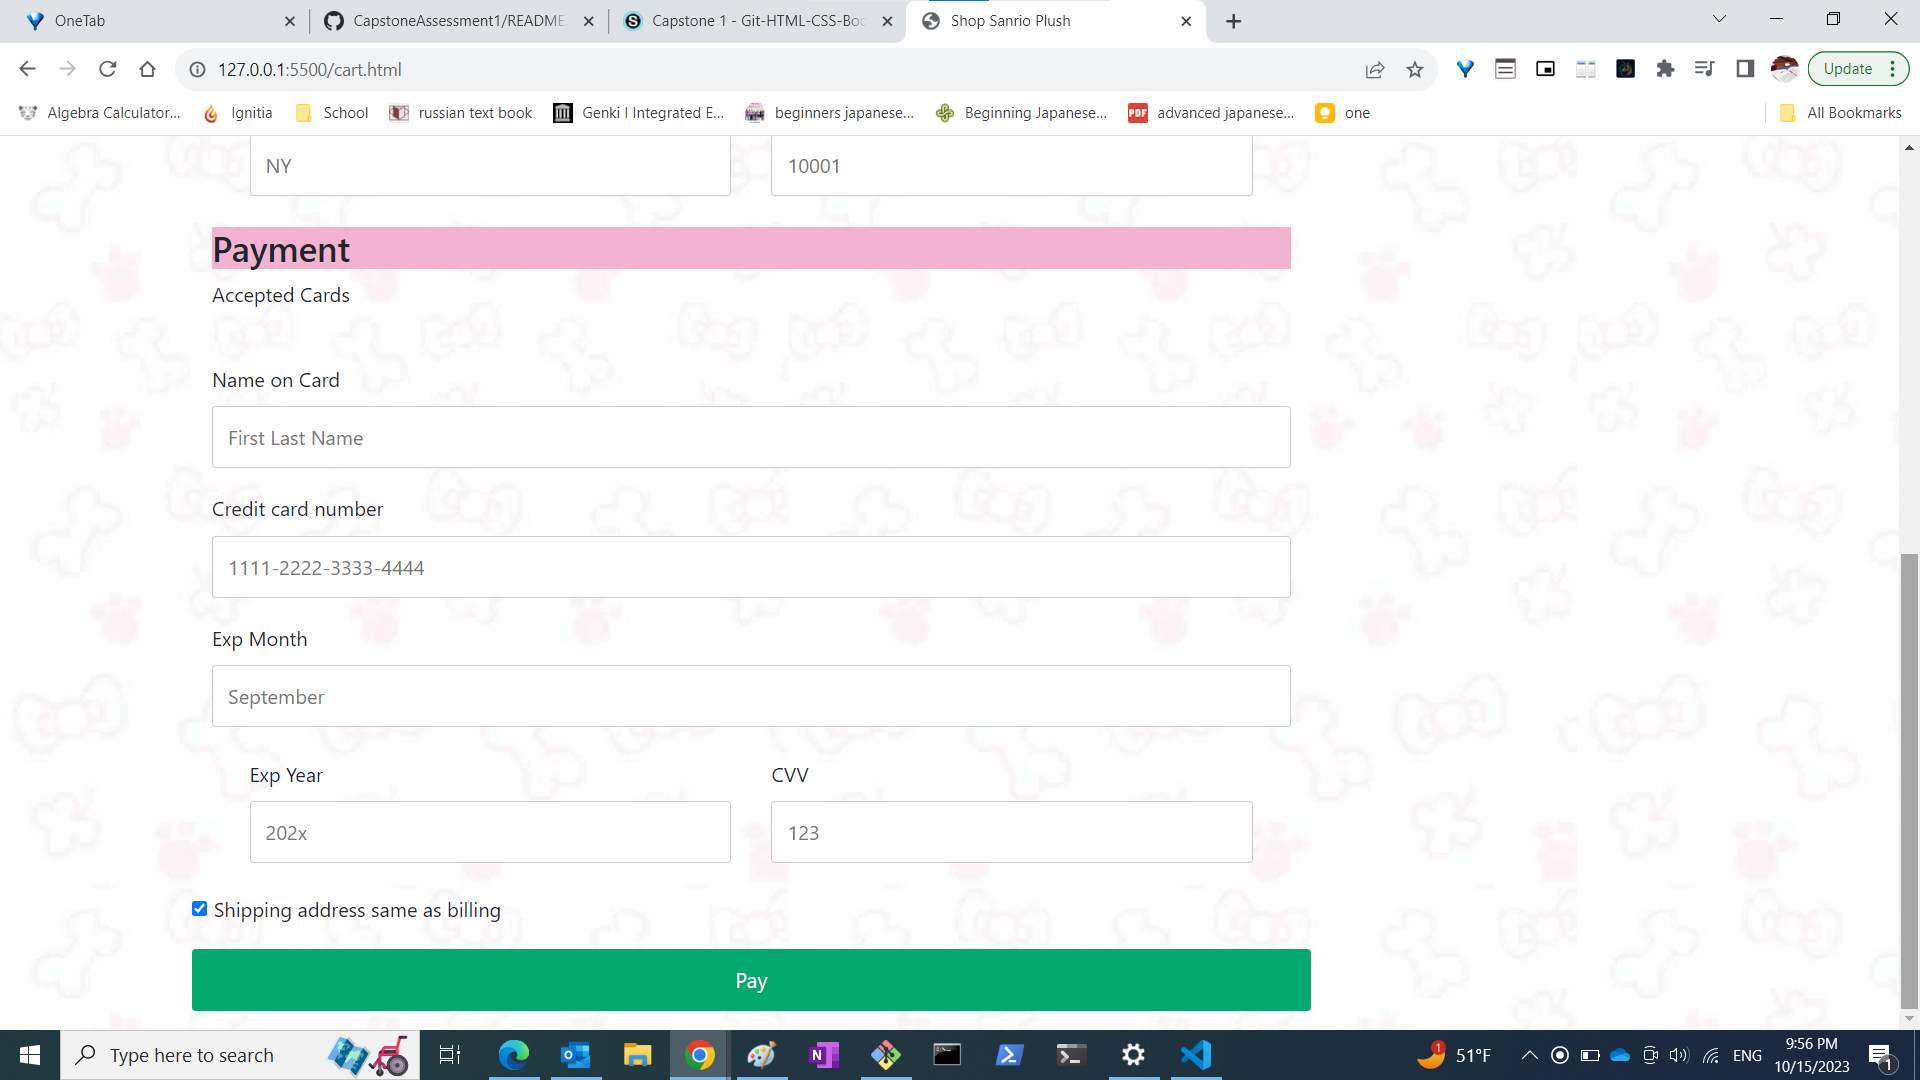 OneTab
CapstoneAssessment1/README.
Capstone 1 - Git-HTML-CSS-Boo
Shop Sanrio Plush
127.0.0.1:5500/cart.html
Update
Algebra Calculator...
Ignitia
School
russian text book
Genki I Integrated E...
beginners japanese...
Beginning Japanese...
PDF
advanced japanese...
one
All Bookmarks
NY
10001
Payment
Accepted Cards
Name on Card
First Last Name
Credit card number
1111-2222-3333-4444
Exp Month
September
Exp Year
CVV
202x
123
Shipping address same as billing
Pay
Type here to search
1
51°F
ENG
9:56 PM
10/15/2023
1